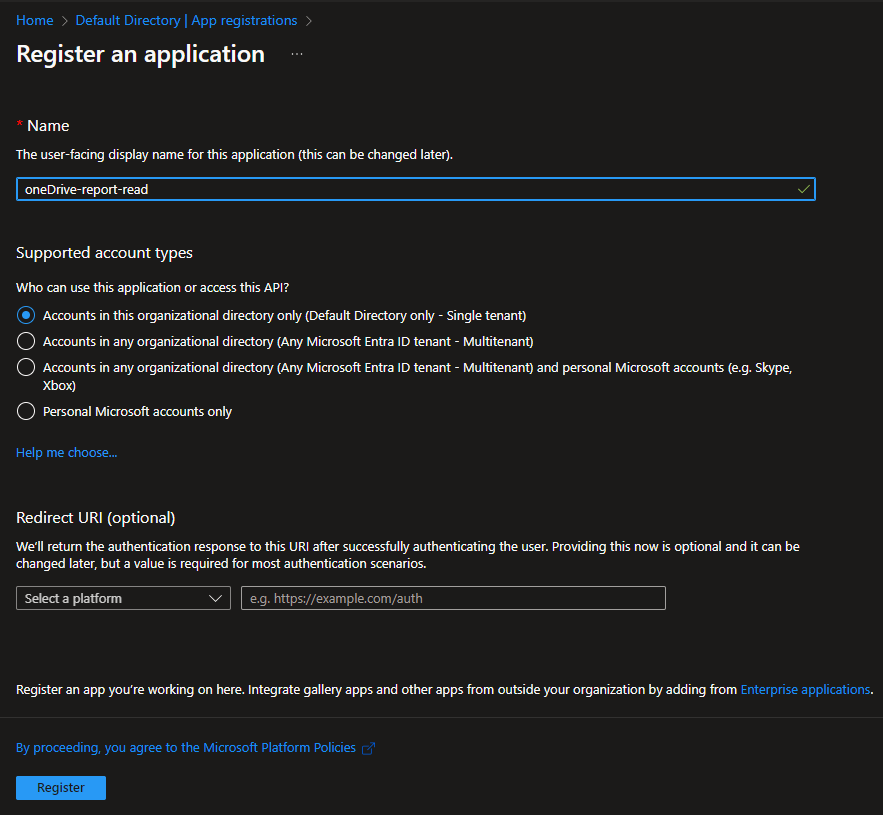 Home > Default Directory | App registrations >
Register an application ...
* Name
The user-facing display name for this application (this can be changed later).
oneDrive-report-read
Supported account types
Who can use this application or access this API?
Accounts in this organizational directory only (Default Directory only - Single tenant)
Accounts in any organizational directory (Any Microsoft Entra ID tenant - Multitenant)
Accounts in any organizational directory (Any Microsoft Entra ID tenant - Multitenant) and personal Microsoft accounts (e.g. Skype,
Xbox)
Personal Microsoft accounts only
Help me choose...
Redirect URI (optional)
We'll return the authentication response to this URI after successfully authenticating the user. Providing this now is optional and it can be
changed later, but a value is required for most authentication scenarios.
Select a platform e.g. https://example.com/auth
Register an app you're working on here. Integrate gallery apps and other apps from outside your organization by adding from Enterprise applications.
By proceeding, you agree to the Microsoft Platform Policies
Register